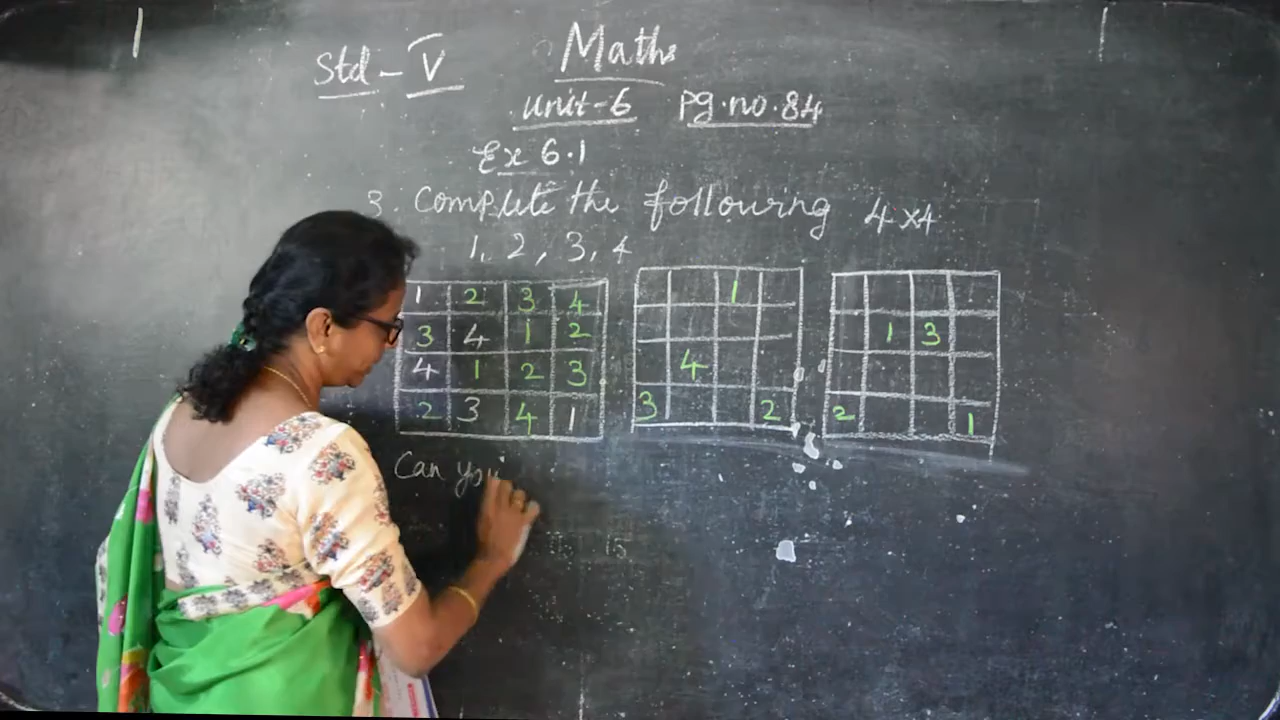 Std - V Maths
Unit-6 Pg.no.84
Ex 6.1
3. Complete the following 4x4
1, 2, 3, 4
1 2 3 4
3 4 1 2
4 1 2 3
2 3 4 1
1
4
3 2
1 3
2 1
Can you